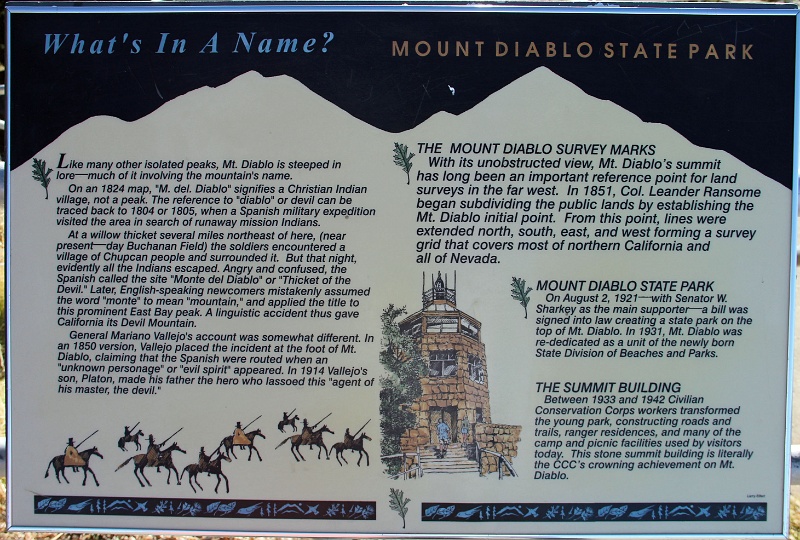 What's In A Name?
MOUNT DIABLO STATE PARK
Like many other isolated peaks, Mt. Diablo is steeped in
lore—much of it involving the mountain's name.
On an 1824 map, "M. del. Diablo" signifies a Christian Indian
village, not a peak. The reference to "diablo" or devil can be
traced back to 1804 or 1805, when a Spanish military expedition
visited the area in search of runaway mission Indians.
At a willow thicket several miles northeast of here, (near
present—day Buchanan Field) the soldiers encountered a
village of Chupcan people and surrounded it. But that night,
evidently all the Indians escaped. Angry and confused, the
Spanish called the site "Monte del Diablo" or "Thicket of the
Devil." Later, English-speaking newcomers mistakenly assumed
the word "monte" to mean "mountain," and applied the title to
this prominent East Bay peak. A linguistic accident thus gave
California its Devil Mountain.
General Mariano Vallejo's account was somewhat different. In
an 1850 version, Vallejo placed the incident at the foot of Mt.
Diablo, claiming that the Spanish were routed when an
"unknown personage" or "evil spirit" appeared. In 1914 Vallejo's
son, Platon, made his father the hero who lassoed this "agent of
his master, the devil."
THE MOUNT DIABLO SURVEY MARKS
With its unobstructed view, Mt. Diablo's summit
has long been an important reference point for land
surveys in the far west. In 1851, Col. Leander Ransome
began subdividing the public lands by establishing the
Mt. Diablo initial point. From this point, lines were
extended north, south, east, and west forming a survey
grid that covers most of northern California and
all of Nevada.
MOUNT DIABLO STATE PARK
On August 2, 1921—with Senator W.
Sharkey as the main supporter—a bill was
signed into law creating a state park on the
top of Mt. Diablo. In 1931, Mt. Diablo was
re-dedicated as a unit of the newly born
State Division of Beaches and Parks.
THE SUMMIT BUILDING
Between 1933 and 1942 Civilian
Conservation Corps workers transformed
the young park, constructing roads and
trails, ranger residences, and many of the
camp and picnic facilities used by visitors
today. This stone summit building is literally
the CCC's crowning achievement on Mt.
Diablo.